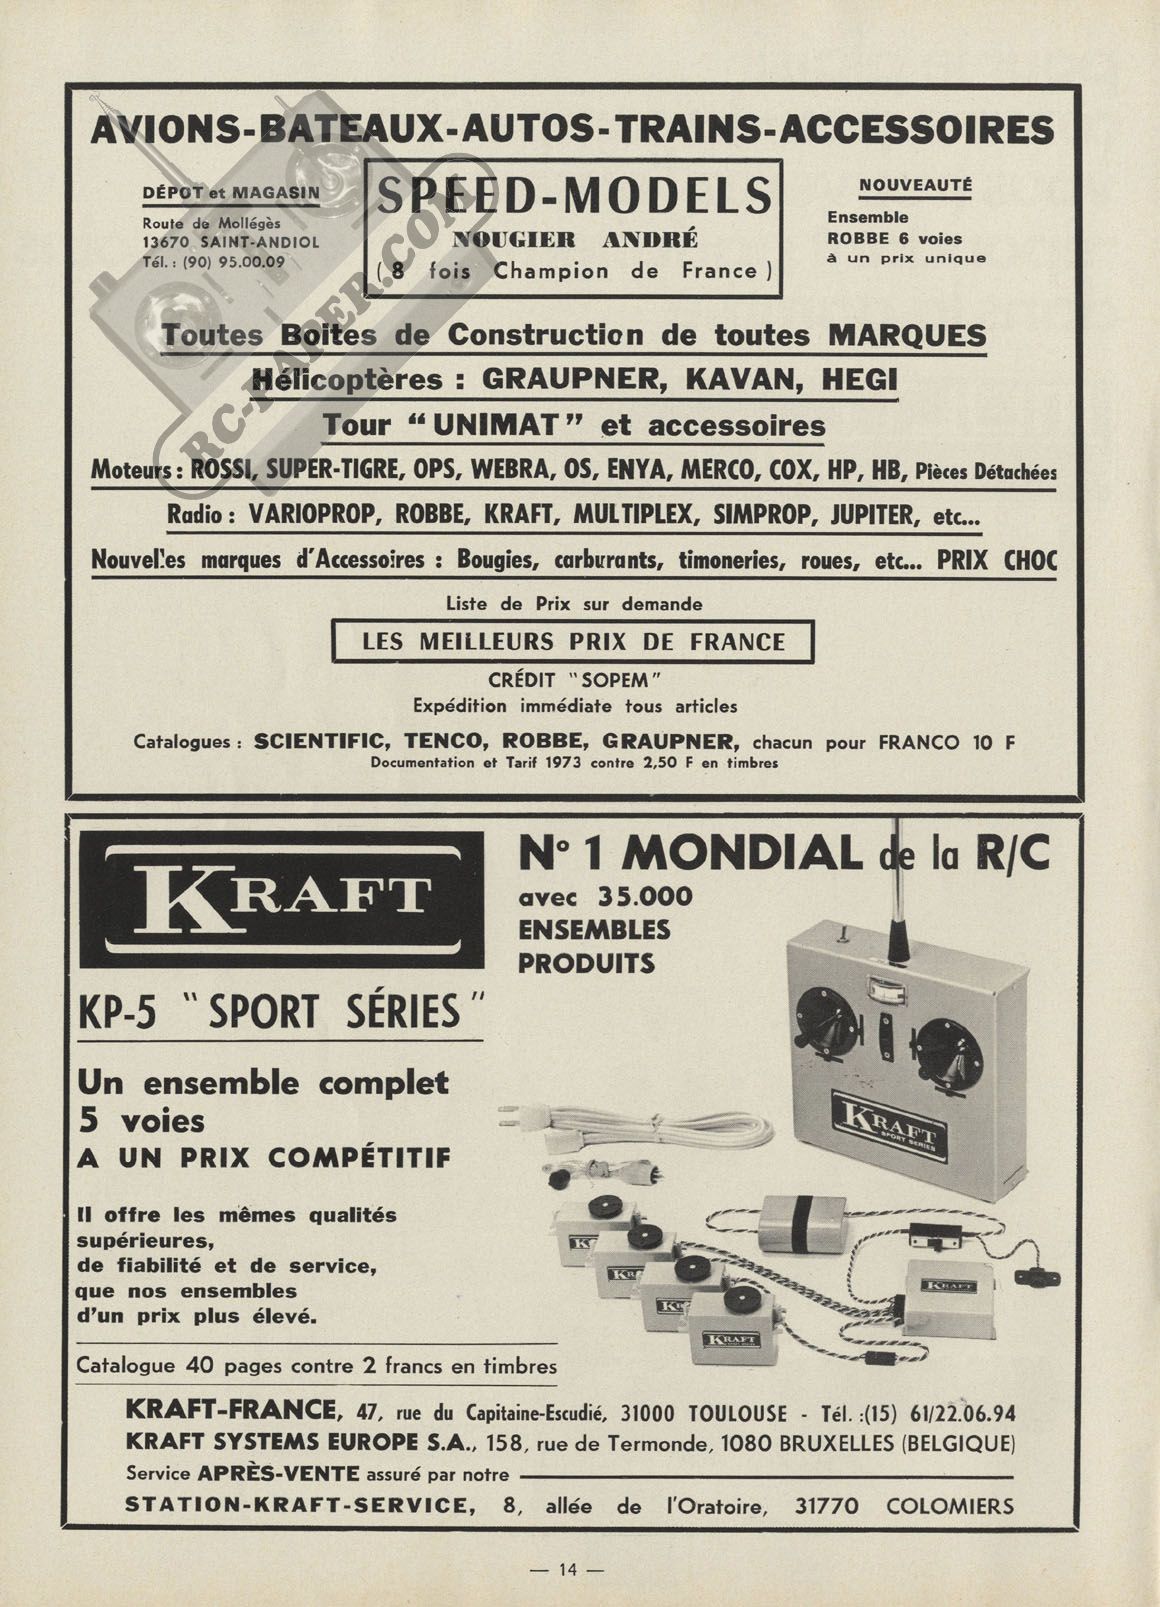 AVIONS-BATEAUX-AUTOS-TRAINS-ACCESSOIRES
DÉPÔT et MAGASIN
Route de Mollégès
13670 SAINT-ANDIOL
Tél. : (90) 95.00.09
SPEED-MODELS
NOUGIER ANDRÉ
( 8 fois Champion de France )
NOUVEAUTÉ
Ensemble
ROBBE 6 voies
à un prix unique
RC-PAPER.COM
Toutes Boites de Construction de toutes MARQUES
Hélicoptères : GRAUPNER, KAVAN, HEGI
Tour “ UNIMAT ” et accessoires
Moteurs : ROSSI, SUPER-TIGRE, OPS, WEBRA, OS, ENYA, MERCO, COX, HP, HB, Pièces Détachées
Radio : VARIOPROP, ROBBE, KRAFT, MULTIPLEX, SIMPROP, JUPITER, etc...
Nouvelles marques d'Accessoires : Bougies, carburants, timoneries, roues, etc... PRIX CHOC
Liste de Prix sur demande
LES MEILLEURS PRIX DE FRANCE
CRÉDIT "SOPEM"
Expédition immédiate tous articles
Catalogues : SCIENTIFIC, TENCO, ROBBE, GRAUPNER, chacun pour FRANCO 10 F
Documentation et Tarif 1973 contre 2,50 F en timbres
KRAFT
N° 1 MONDIAL de la R/C
avec 35.000
ENSEMBLES
PRODUITS
KP-5 " SPORT SÉRIES "
Un ensemble complet
5 voies
A UN PRIX COMPÉTITIF
Il offre les mêmes qualités
supérieures,
de fiabilité et de service,
que nos ensembles
d'un prix plus élevé.
KRAFT
SPORT SERIES
KRAFT
KRAFT
Catalogue 40 pages contre 2 francs en timbres
KRAFT-FRANCE, 47, rue du Capitaine-Escudié, 31000 TOULOUSE - Tél. :(15) 61/22.06.94
KRAFT SYSTEMS EUROPE S.A., 158, rue de Termonde, 1080 BRUXELLES (BELGIQUE)
Service APRÈS-VENTE assuré par notre
STATION-KRAFT-SERVICE, 8, allée de l'Oratoire, 31770 COLOMIERS
— 14 —